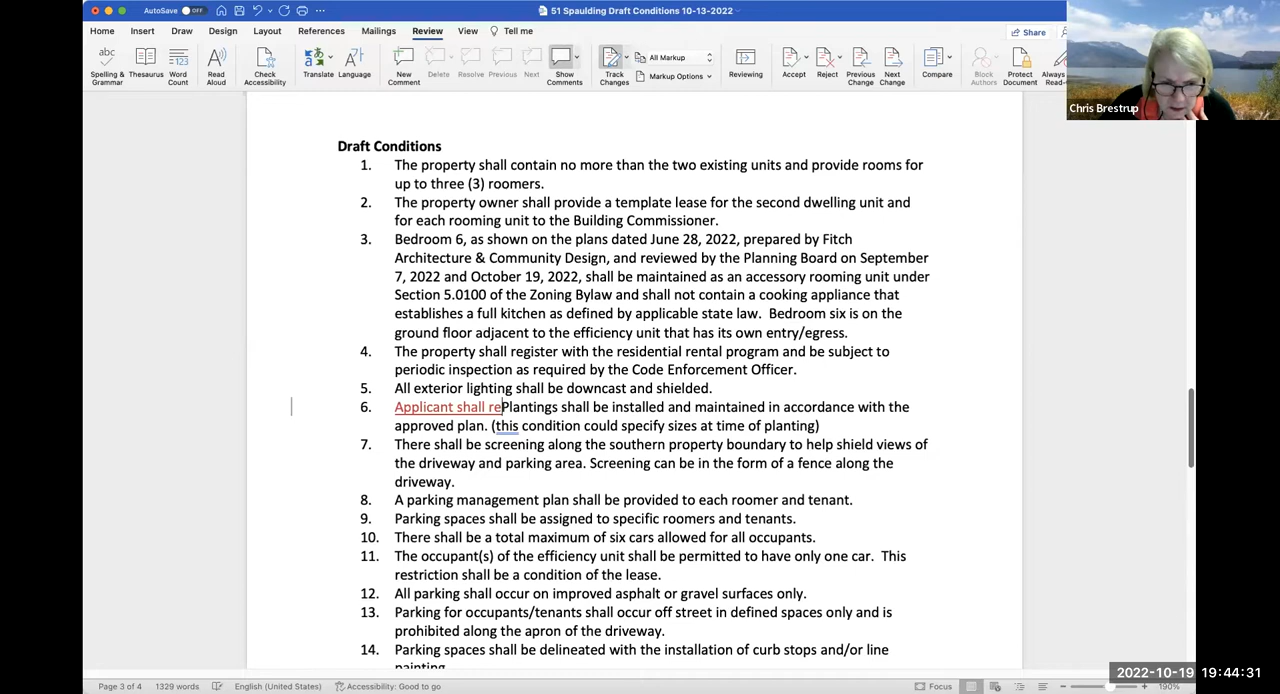 AutoSave OFF
51 Spaulding Draft Conditions 10-13-2022
Home Insert Draw Design Layout References Mailings Review View Tell me
Share
abc
Spelling & Grammar
Thesaurus
Word Count
Read Aloud
Check Accessibility
Translate
Language
New Comment
Delete
Resolve
Previous
Next
Show Comments
Track Changes
All Markup
Markup Options
Reviewing
Accept
Reject
Previous Change
Next Change
Compare
Block Authors
Protect Document
Always
Read-
Chris Brestrup
Draft Conditions
1. The property shall contain no more than the two existing units and provide rooms for
up to three (3) roomers.
2. The property owner shall provide a template lease for the second dwelling unit and
for each rooming unit to the Building Commissioner.
3. Bedroom 6, as shown on the plans dated June 28, 2022, prepared by Fitch
Architecture & Community Design, and reviewed by the Planning Board on September
7, 2022 and October 19, 2022, shall be maintained as an accessory rooming unit under
Section 5.0100 of the Zoning Bylaw and shall not contain a cooking appliance that
establishes a full kitchen as defined by applicable state law. Bedroom six is on the
ground floor adjacent to the efficiency unit that has its own entry/egress.
4. The property shall register with the residential rental program and be subject to
periodic inspection as required by the Code Enforcement Officer.
5. All exterior lighting shall be downcast and shielded.
6. Applicant shall rePlantings shall be installed and maintained in accordance with the
approved plan. (this condition could specify sizes at time of planting)
7. There shall be screening along the southern property boundary to help shield views of
the driveway and parking area. Screening can be in the form of a fence along the
driveway.
8. A parking management plan shall be provided to each roomer and tenant.
9. Parking spaces shall be assigned to specific roomers and tenants.
10. There shall be a total maximum of six cars allowed for all occupants.
11. The occupant(s) of the efficiency unit shall be permitted to have only one car. This
restriction shall be a condition of the lease.
12. All parking shall occur on improved asphalt or gravel surfaces only.
13. Parking for occupants/tenants shall occur off street in defined spaces only and is
prohibited along the apron of the driveway.
14. Parking spaces shall be delineated with the installation of curb stops and/or line
painting.
Page 3 of 4 1329 words English (United States) Accessibility: Good to go
Focus
190%
2022-10-19 19:44:31